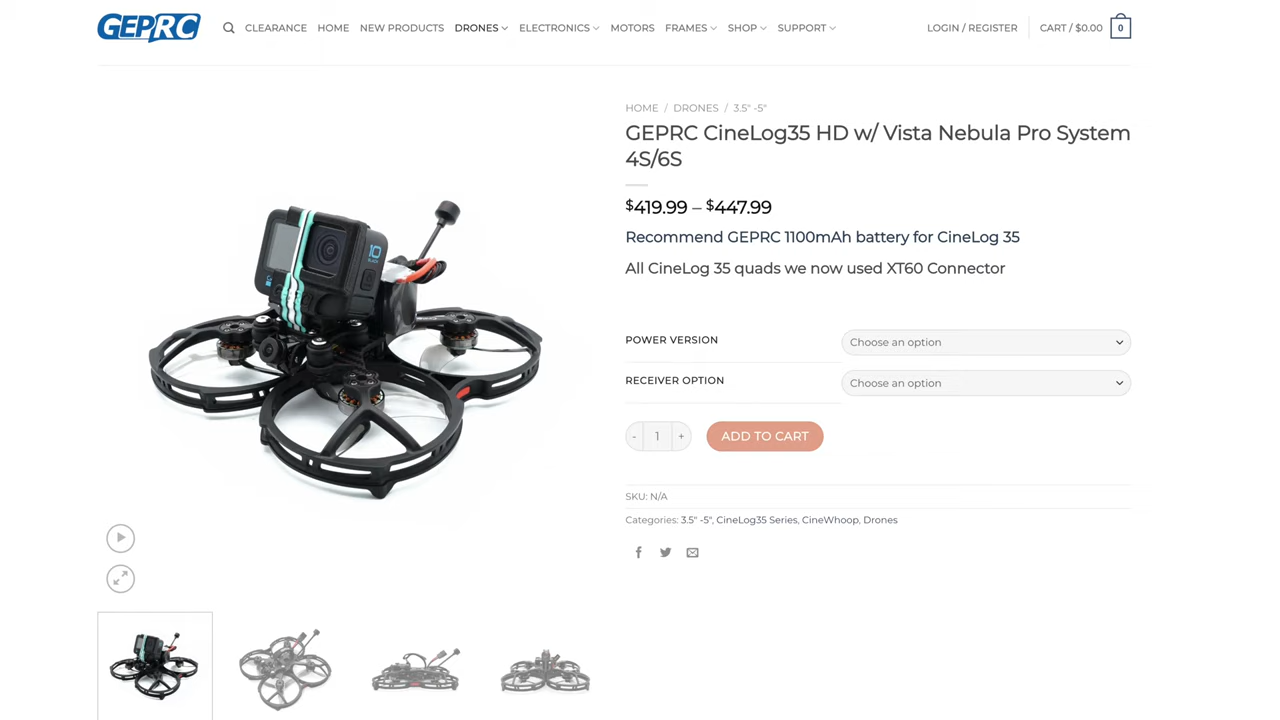 GEPRC
CLEARANCE HOME NEW PRODUCTS DRONES ELECTRONICS MOTORS FRAMES SHOP SUPPORT LOGIN / REGISTER CART / $0.00 0
HOME / DRONES / 3.5" -5"
GEPRC CineLog35 HD w/ Vista Nebula Pro System
4S/6S
$419.99 – $447.99
Recommend GEPRC 1100mAh battery for CineLog 35
All CineLog 35 quads we now used XT60 Connector
10
BLACK
POWER VERSION Choose an option
RECEIVER OPTION Choose an option
- 1 + ADD TO CART
SKU: N/A
Categories: 3.5" -5", CineLog35 Series, CineWhoop, Drones